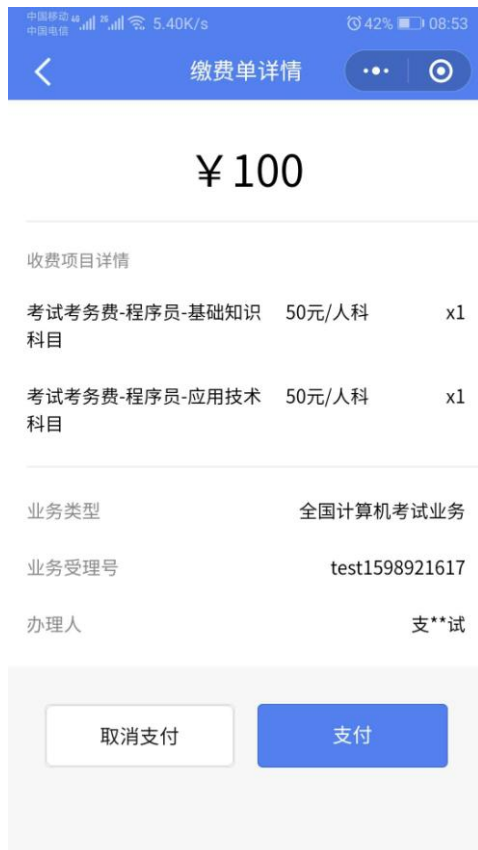 中国移动 4G 2G 5.40K/s 42% 08:53
中国电信
缴费单详情
￥100
收费项目详情
考试考务费-程序员-基础知识 50元/人科 x1
科目
考试考务费-程序员-应用技术 50元/人科 x1
科目
业务类型 全国计算机考试业务
业务受理号 test1598921617
办理人 支**试
取消支付 支付